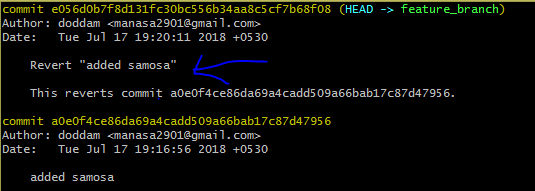 commit e056d0b7f8d131fc30bc556b34aa8c5cf7b68f08 (HEAD -> feature_branch)
Author: doddam <manasa2901@gmail.com>
Date:   Tue Jul 17 19:20:11 2018 +0530
Revert "added samosa"
This reverts commit a0e0f4ce86da69a4cadd509a66bab17c87d47956.
commit a0e0f4ce86da69a4cadd509a66bab17c87d47956
Author: doddam <manasa2901@gmail.com>
Date:   Tue Jul 17 19:16:56 2018 +0530
added samosa